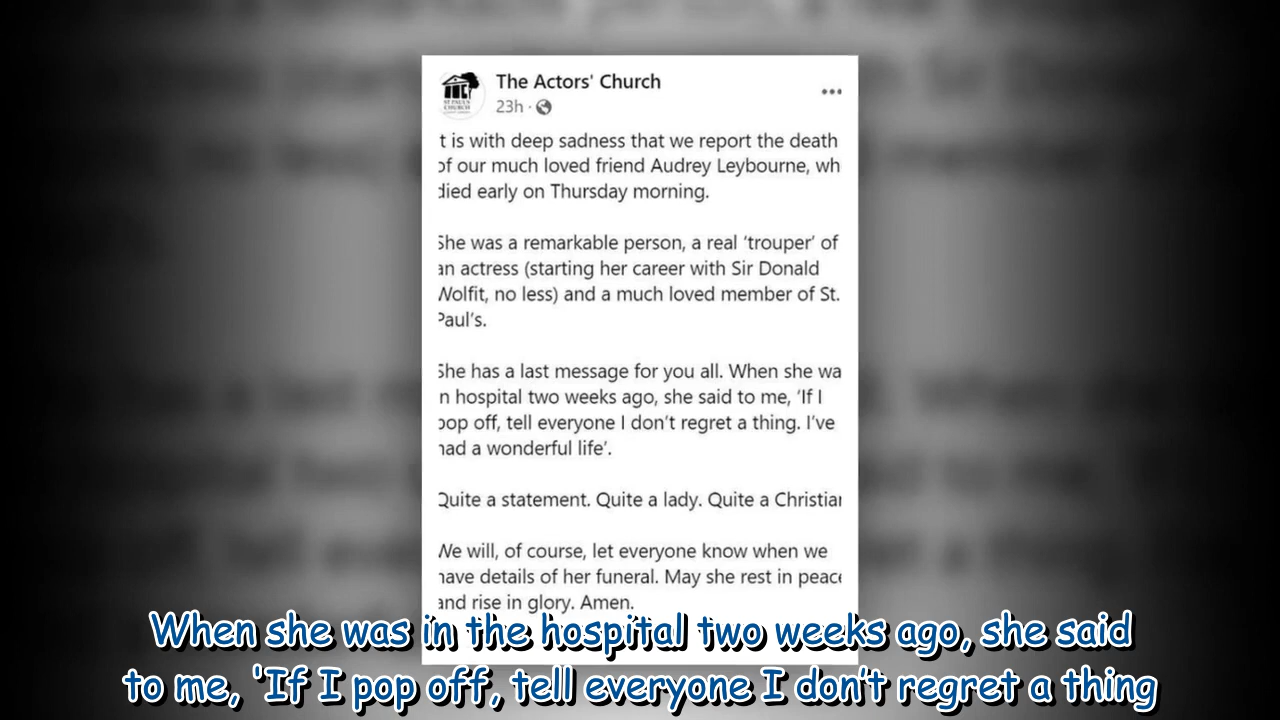 The Actors' Church
23h
ST PAUL'S
CHURCH
t is with deep sadness that we report the death
of our much loved friend Audrey Leybourne, wh
died early on Thursday morning.
She was a remarkable person, a real ‘trouper’ of
an actress (starting her career with Sir Donald
Wolfit, no less) and a much loved member of St.
Paul’s.
She has a last message for you all. When she wa
n hospital two weeks ago, she said to me, ‘If I
pop off, tell everyone I don’t regret a thing. I’ve
had a wonderful life’.
Quite a statement. Quite a lady. Quite a Christian
We will, of course, let everyone know when we
have details of her funeral. May she rest in peace
and rise in glory. Amen.
When she was in the hospital two weeks ago, she said
to me, 'If I pop off, tell everyone I don’t regret a thing